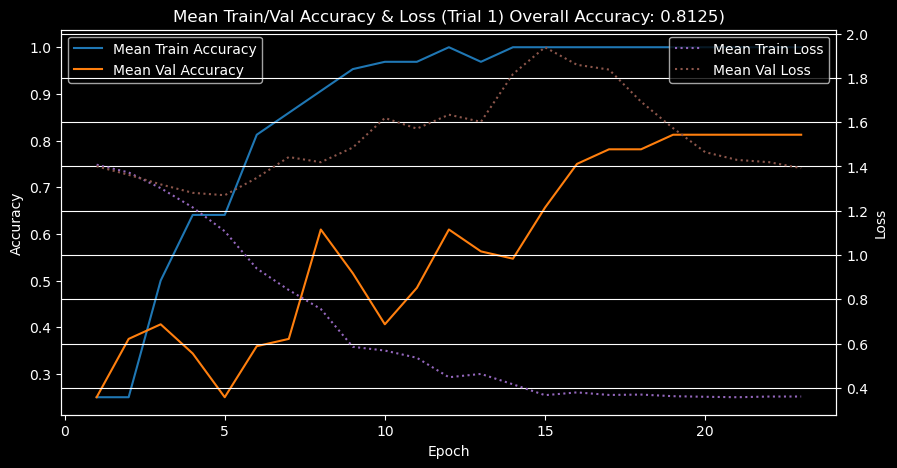 Mean Train/Val Accuracy & Loss (Trial 1) Overall Accuracy: 0.8125)
Mean Train Accuracy
Mean Val Accuracy
Mean Train Loss
Mean Val Loss
1.0
0.9
0.8
0.7
0.6
0.5
0.4
0.3
Accuracy
2.0
1.8
1.6
1.4
1.2
1.0
0.8
0.6
0.4
Loss
0
5
10
15
20
Epoch